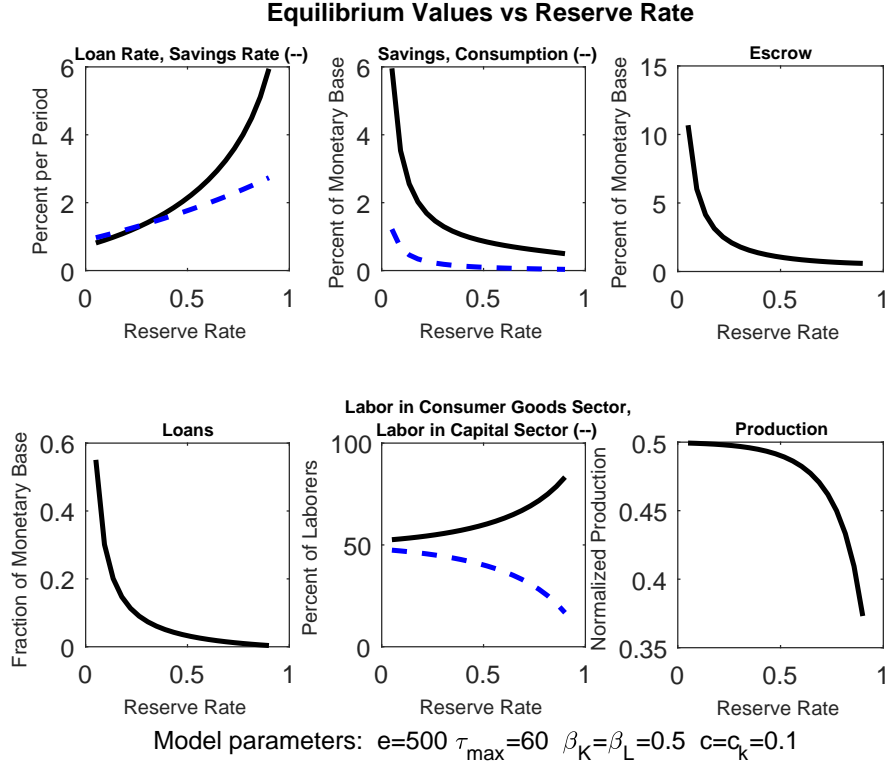 Equilibrium Values vs Reserve Rate
Loan Rate, Savings Rate (--)
Percent per Period
6
4
2
0
0 0.5 1
Reserve Rate
Savings, Consumption (--)
Percent of Monetary Base
6
4
2
0
0 0.5 1
Reserve Rate
Escrow
Percent of Monetary Base
15
10
5
0
0 0.5 1
Reserve Rate
Loans
Fraction of Monetary Base
0.6
0.4
0.2
0
0 0.5 1
Reserve Rate
Labor in Consumer Goods Sector,
Labor in Capital Sector (--)
Percent of Laborers
100
50
0
0 0.5 1
Reserve Rate
Production
Normalized Production
0.5
0.45
0.4
0.35
0 0.5 1
Reserve Rate
Model parameters: e=500 τ_max=60 β_K=β_L=0.5 c=c_k=0.1